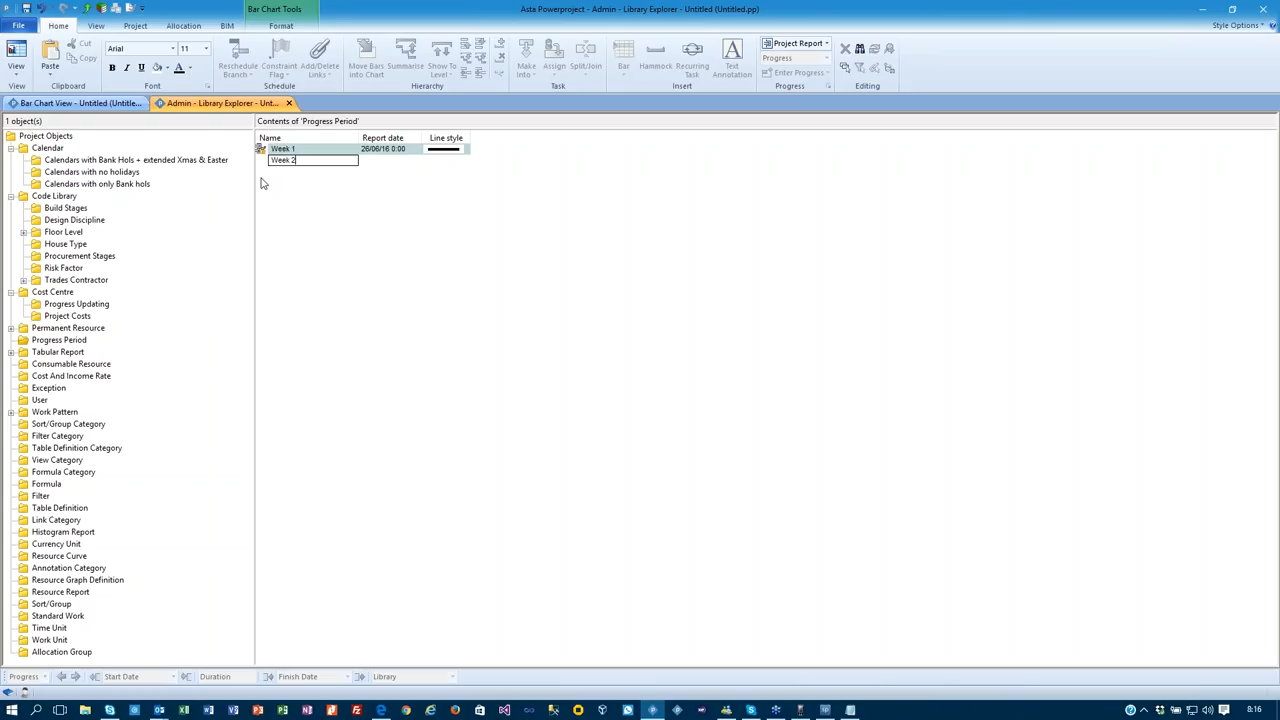 Bar Chart Tools
Asta Powerproject - Admin - Library Explorer - Untitled (Untitled.pp)
File
Home
View
Project
Allocation
BIM
Format
Style Options
View
Paste
Cut
Copy
Arial
11
B
I
U
A
Reschedule Branch
Constraint Flag
Add/Delete Links
Move Bars into Chart
Summarise
Show To Level
Make into
Assign
Split/Join
Bar
Hammock
Recurring Task
Text Annotation
Project Report
Progress
Enter Progress
View
Clipboard
Font
Schedule
Hierarchy
Task
Insert
Progress
Editing
Bar Chart View - Untitled (Untitle...
Admin - Library Explorer - Unt...
1 object(s)
Contents of 'Progress Period'
Project Objects
Calendar
Calendars with Bank Hols + extended Xmas & Easter
Calendars with no holidays
Calendars with only Bank hols
Code Library
Build Stages
Design Discipline
Floor Level
House Type
Procurement Stages
Risk Factor
Trades Contractor
Cost Centre
Progress Updating
Project Costs
Permanent Resource
Progress Period
Tabular Report
Consumable Resource
Cost And Income Rate
Exception
User
Work Pattern
Sort/Group Category
Filter Category
Table Definition Category
View Category
Formula Category
Formula
Filter
Table Definition
Link Category
Histogram Report
Currency Unit
Resource Curve
Annotation Category
Resource Graph Definition
Resource Report
Sort/Group
Standard Work
Time Unit
Work Unit
Allocation Group
Name Report date Line style
Week 1 26/06/16 0:00
Week 2
Progress
Start Date
Duration
Finish Date
Library
8:16